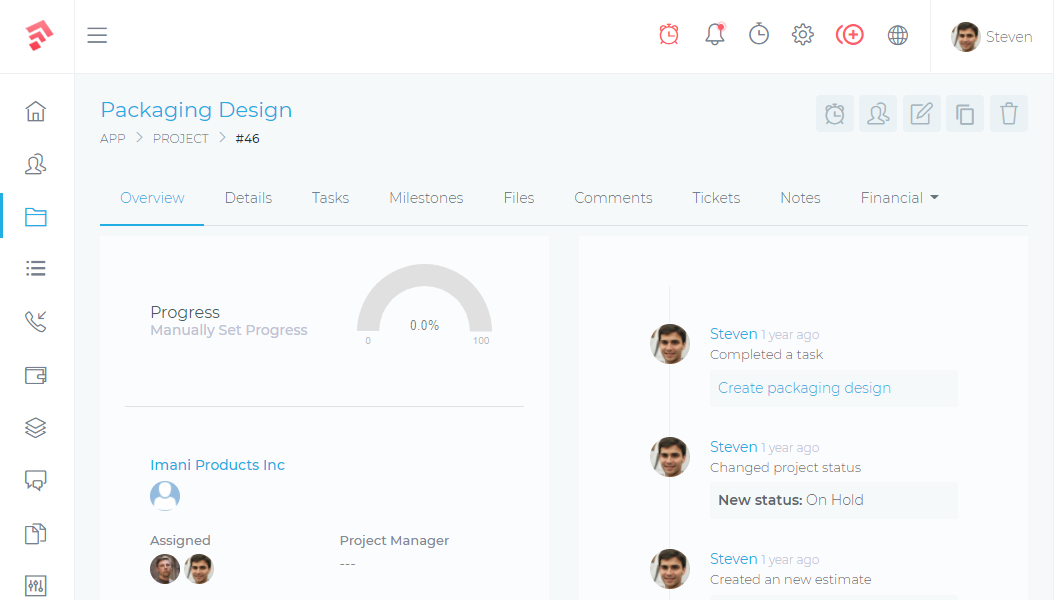 Steven
Packaging Design
APP > PROJECT > #46
Overview Details Tasks Milestones Files Comments Tickets Notes Financial
Progress
Manually Set Progress
0.0%
0 100
Imani Products Inc
Assigned Project Manager
---
Steven 1 year ago
Completed a task
Create packaging design
Steven 1 year ago
Changed project status
New status: On Hold
Steven 1 year ago
Created an new estimate